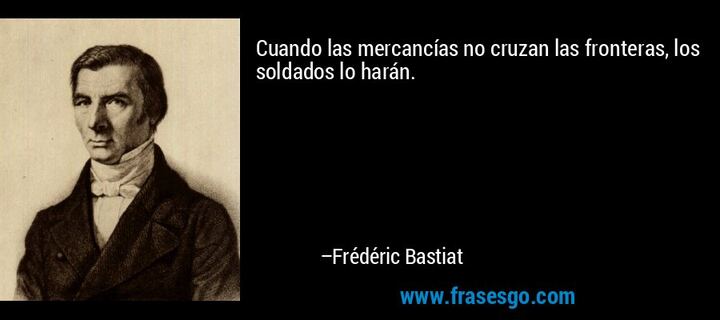 Cuando las mercancías no cruzan las fronteras, los
soldados lo harán.
–Frédéric Bastiat
www.frasesgo.com